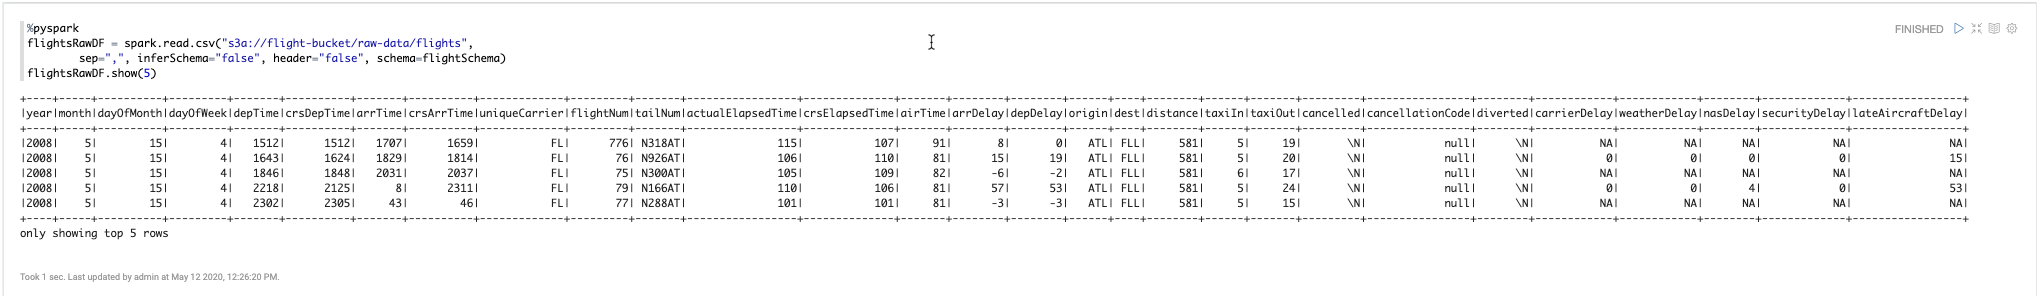 %pyspark
FINISHED
flightsRawDF = spark.read.csv("s3a://flight-bucket/raw-data/flights",
sep=",", inferSchema="false", header="false", schema=flightSchema)
flightsRawDF.show(5)
|year|month|dayOfMonth|dayOfWeek|depTime|crsDepTime|arrTime|crsArrTime|uniqueCarrier|flightNum|tailNum|actualElapsedTime|crsElapsedTime|airTime|arrDelay|depDelay|origin|dest|distance|taxiIn|taxiOut|cancelled|cancellationCode|diverted|carrierDelay|weatherDelay|nasDelay|securityDelay|lateAircraftDelay|
|2008| 5| 15| 4| 1512| 1512| 1707| 1659| FL| 776| N318AT| 115| 107| 91| 8| 0| ATL| FLL| 581| 5| 19| \N| null| \N| NA| NA| NA| NA| NA|
|2008| 5| 15| 4| 1643| 1624| 1829| 1814| FL| 76| N926AT| 106| 110| 81| 15| 19| ATL| FLL| 581| 5| 20| \N| null| \N| 0| 0| 0| 0| 15|
|2008| 5| 15| 4| 1846| 1848| 2031| 2037| FL| 75| N300AT| 105| 109| 82| -6| -2| ATL| FLL| 581| 6| 17| \N| null| \N| NA| NA| NA| NA| NA|
|2008| 5| 15| 4| 2218| 2125| 8| 2311| FL| 79| N166AT| 110| 106| 81| 57| 53| ATL| FLL| 581| 5| 24| \N| null| \N| 0| 0| 4| 0| 53|
|2008| 5| 15| 4| 2302| 2305| 43| 46| FL| 77| N288AT| 101| 101| 81| -3| -3| ATL| FLL| 581| 5| 15| \N| null| \N| NA| NA| NA| NA| NA|
only showing top 5 rows
Took 1 sec. Last updated by admin at May 12 2020, 12:26:20 PM.